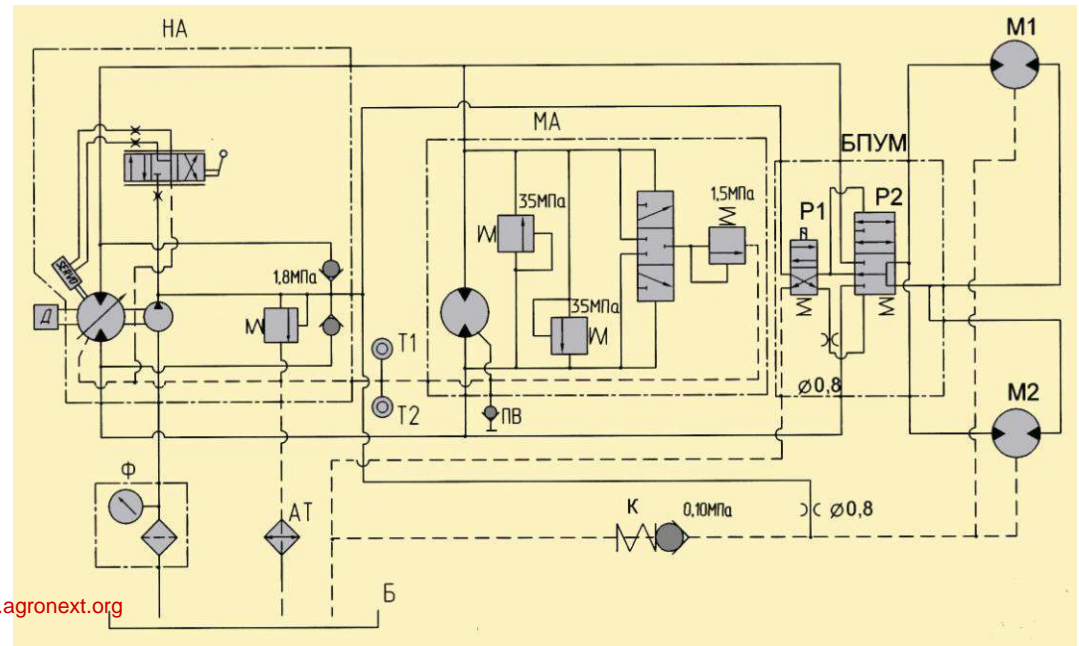 НА
М1
МА
БПУМ
35МПа
1,5МПа
Р1
Р2
SERVO
1,8МПа
Д
35МПа
Т1
Т2
ПВ
⌀0,8
М2
Ф
АТ
К
0,10МПа
⌀0,8
Б
.agronext.org